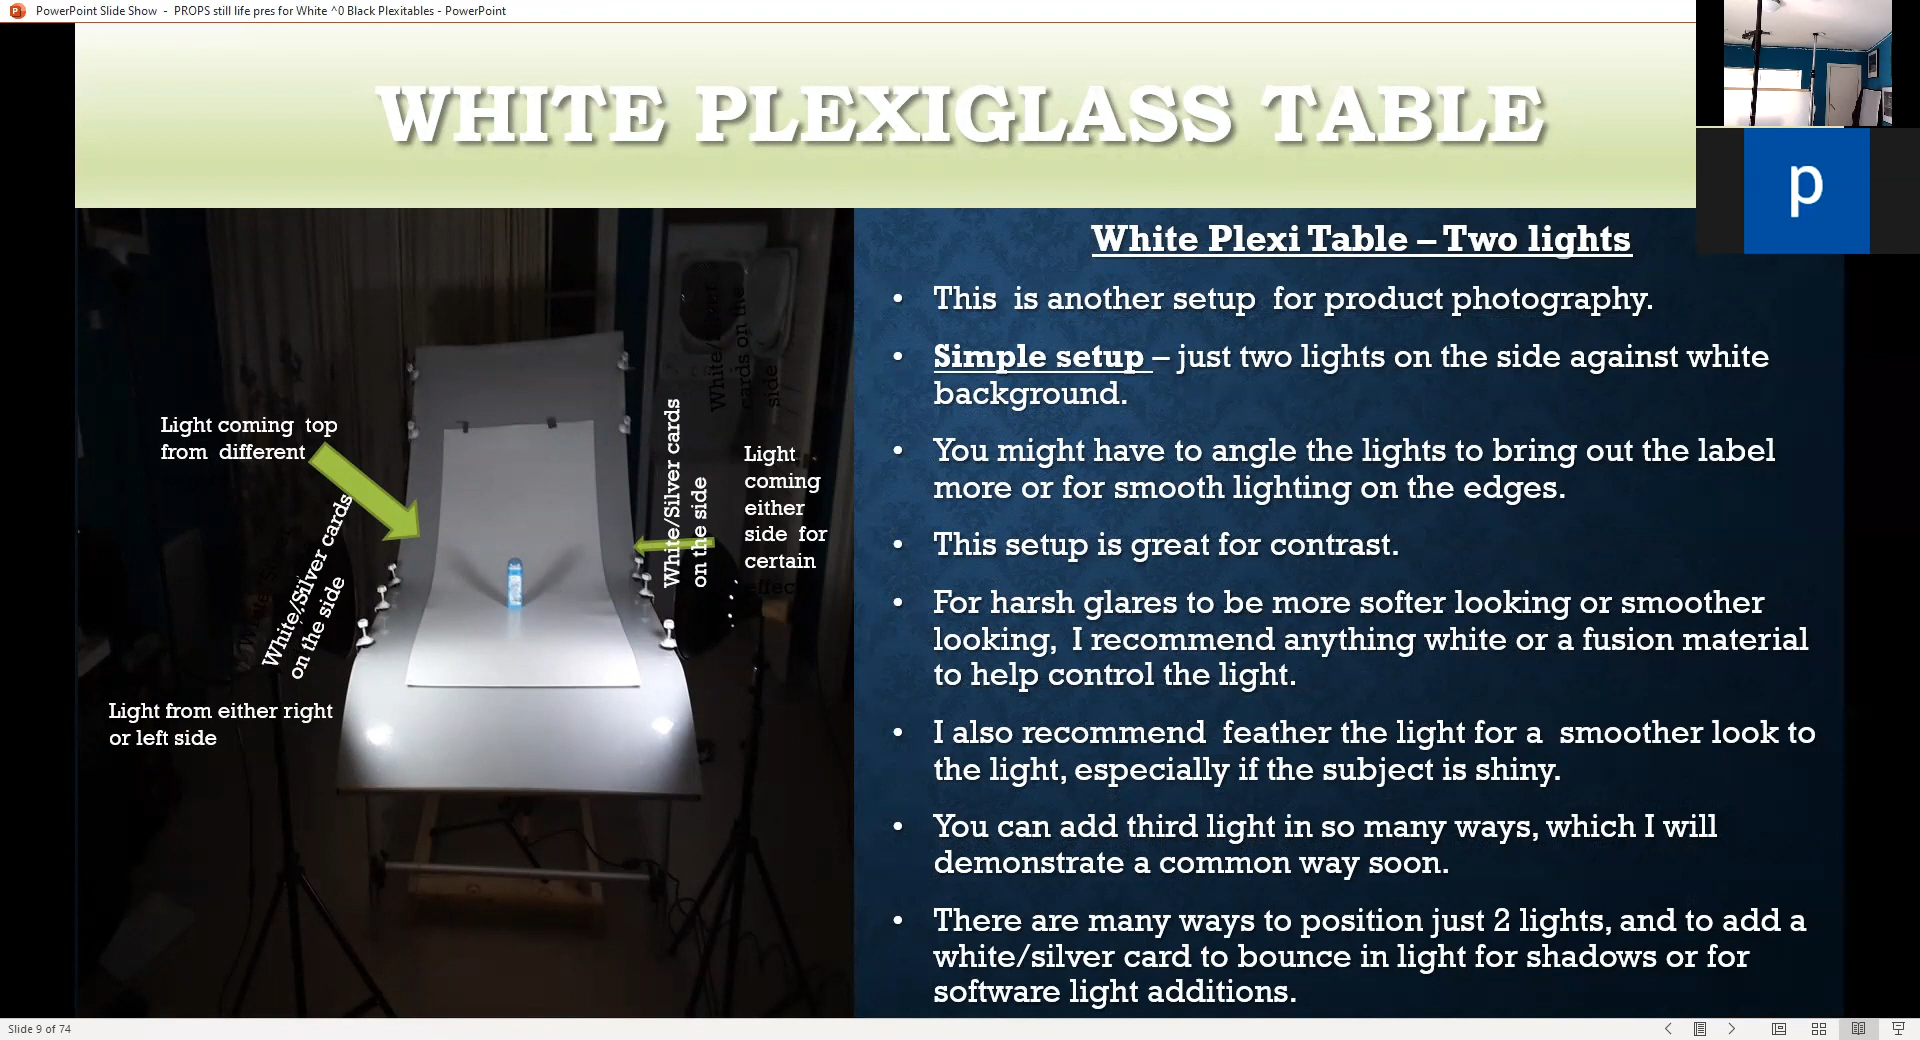 PowerPoint Slide Show  -  PROPS still life pres for White ^0 Black Plexitables - PowerPoint
WHITE PLEXIGLASS TABLE
p
White Plexi Table – Two lights
• This  is another setup  for product photography.
• Simple setup – just two lights on the side against white
background.
• You might have to angle the lights to bring out the label
more or for smooth lighting on the edges.
• This setup is great for contrast.
• For harsh glares to be more softer looking or smoother
looking,  I recommend anything white or a fusion material
to help control the light.
• I also recommend  feather the light for a  smoother look to
the light, especially if the subject is shiny.
• You can add third light in so many ways, which I will
demonstrate a common way soon.
• There are many ways to position just 2 lights, and to add a
white/silver card to bounce in light for shadows or for
software light additions.
Light coming  top
from  different
White/Silver cards
on the side
Light from either right
or left side
White/Silver cards
on the side
White/Silver
cards on the
side
Light
coming
either
side  for
certain
effec
Slide 9 of 74